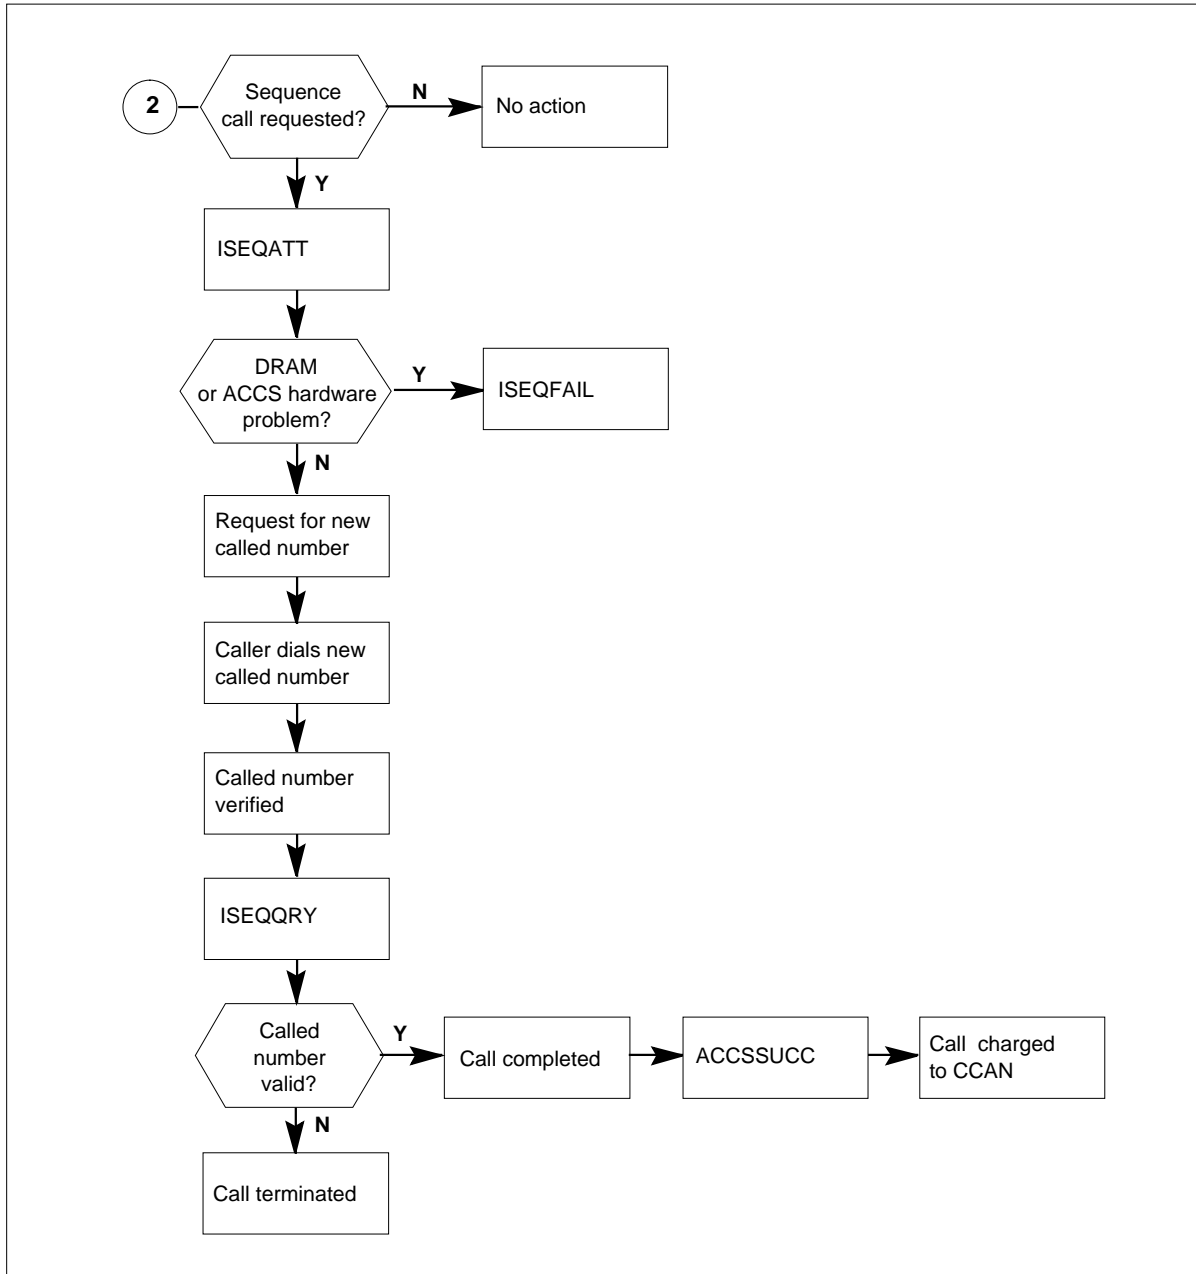 2
Sequence
call requested?
N
No action
Y
ISEQATT
DRAM
or ACCS hardware
problem?
Y
ISEQFAIL
N
Request for new
called number
Caller dials new
called number
Called number
verified
ISEQQRY
Called
number
valid?
Y
Call completed
ACCSSUCC
Call charged
to CCAN
N
Call terminated